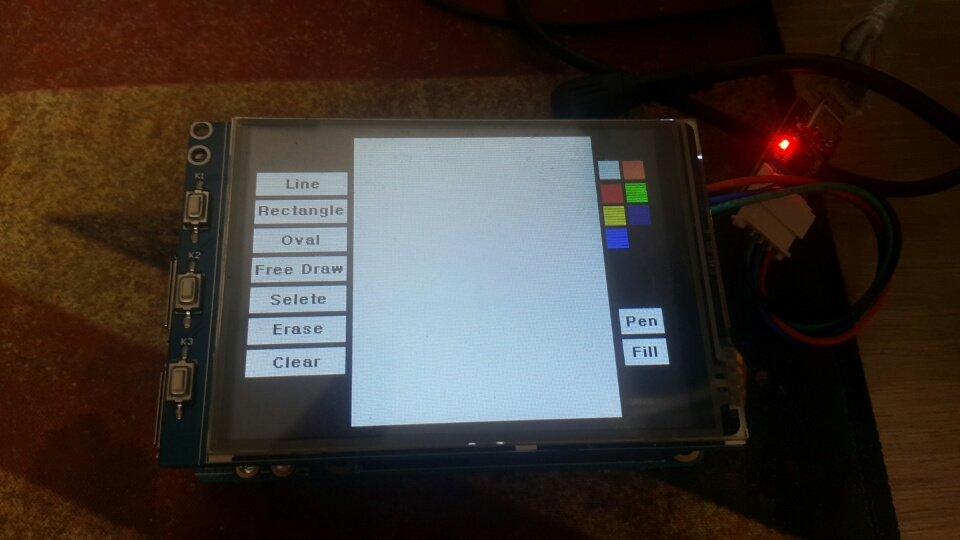 K1
Line
Rectangle
Oval
K2
Free Draw
Selete
Erase
K3
Clear
Pen
Fill